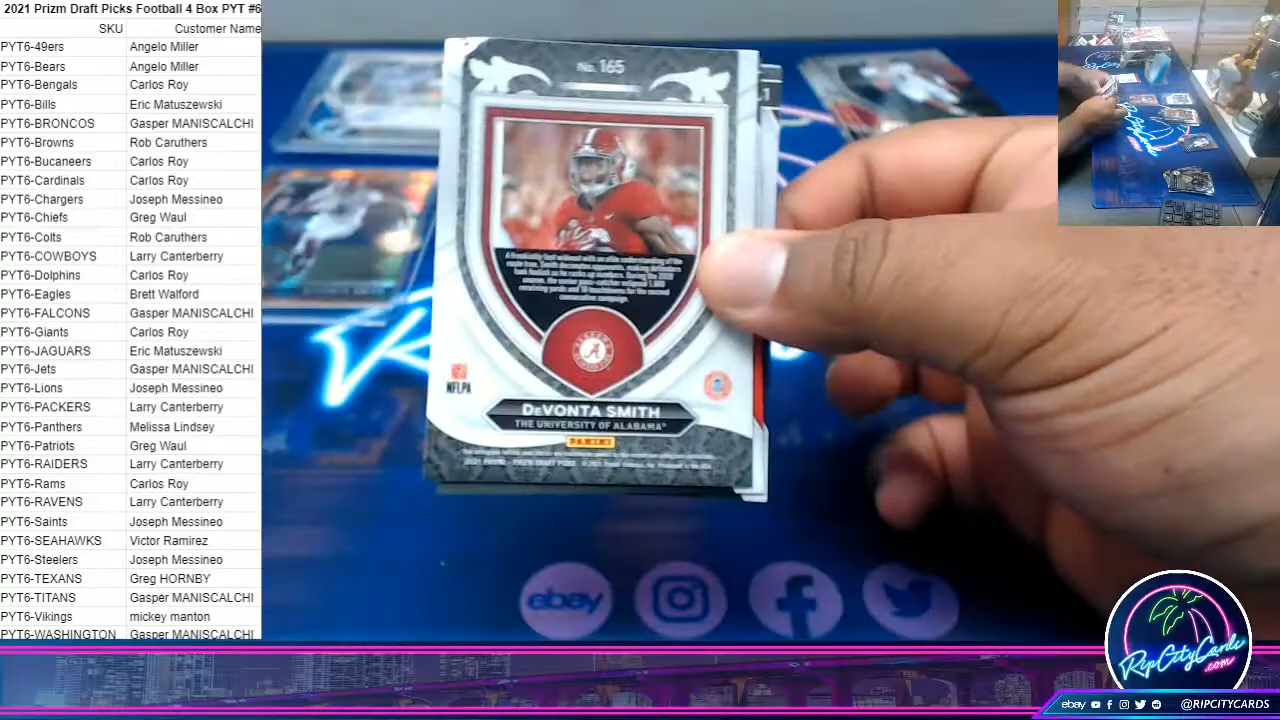 2021 Prizm Draft Picks Football 4 Box PYT #6
SKU Customer Name
PYT6-49ers Angelo Miller
PYT6-Bears Angelo Miller
PYT6-Bengals Carlos Roy
PYT6-Bills Eric Matuszewski
PYT6-BRONCOS Gasper MANISCALCHI
PYT6-Browns Rob Caruthers
PYT6-Bucaneers Carlos Roy
PYT6-Cardinals Carlos Roy
PYT6-Chargers Joseph Messineo
PYT6-Chiefs Greg Waul
PYT6-Colts Rob Caruthers
PYT6-COWBOYS Larry Canterberry
PYT6-Dolphins Carlos Roy
PYT6-Eagles Brett Walford
PYT6-FALCONS Gasper MANISCALCHI
PYT6-Giants Carlos Roy
PYT6-JAGUARS Eric Matuszewski
PYT6-Jets Gasper MANISCALCHI
PYT6-Lions Joseph Messineo
PYT6-PACKERS Larry Canterberry
PYT6-Panthers Melissa Lindsey
PYT6-Patriots Greg Waul
PYT6-RAIDERS Larry Canterberry
PYT6-Rams Carlos Roy
PYT6-RAVENS Larry Canterberry
PYT6-Saints Joseph Messineo
PYT6-SEAHAWKS Victor Ramirez
PYT6-Steelers Joseph Messineo
PYT6-TEXANS Greg HORNBY
PYT6-TITANS Gasper MANISCALCHI
PYT6-Vikings mickey manton
PYT6-WASHINGTON Gasper MANISCALCHI
No. 165
A
NFLPA
DEVONTA SMITH
THE UNIVERSITY OF ALABAMA
PANINI
ebay
RipCityCards
.com
ebay @RIPCITYCARDS